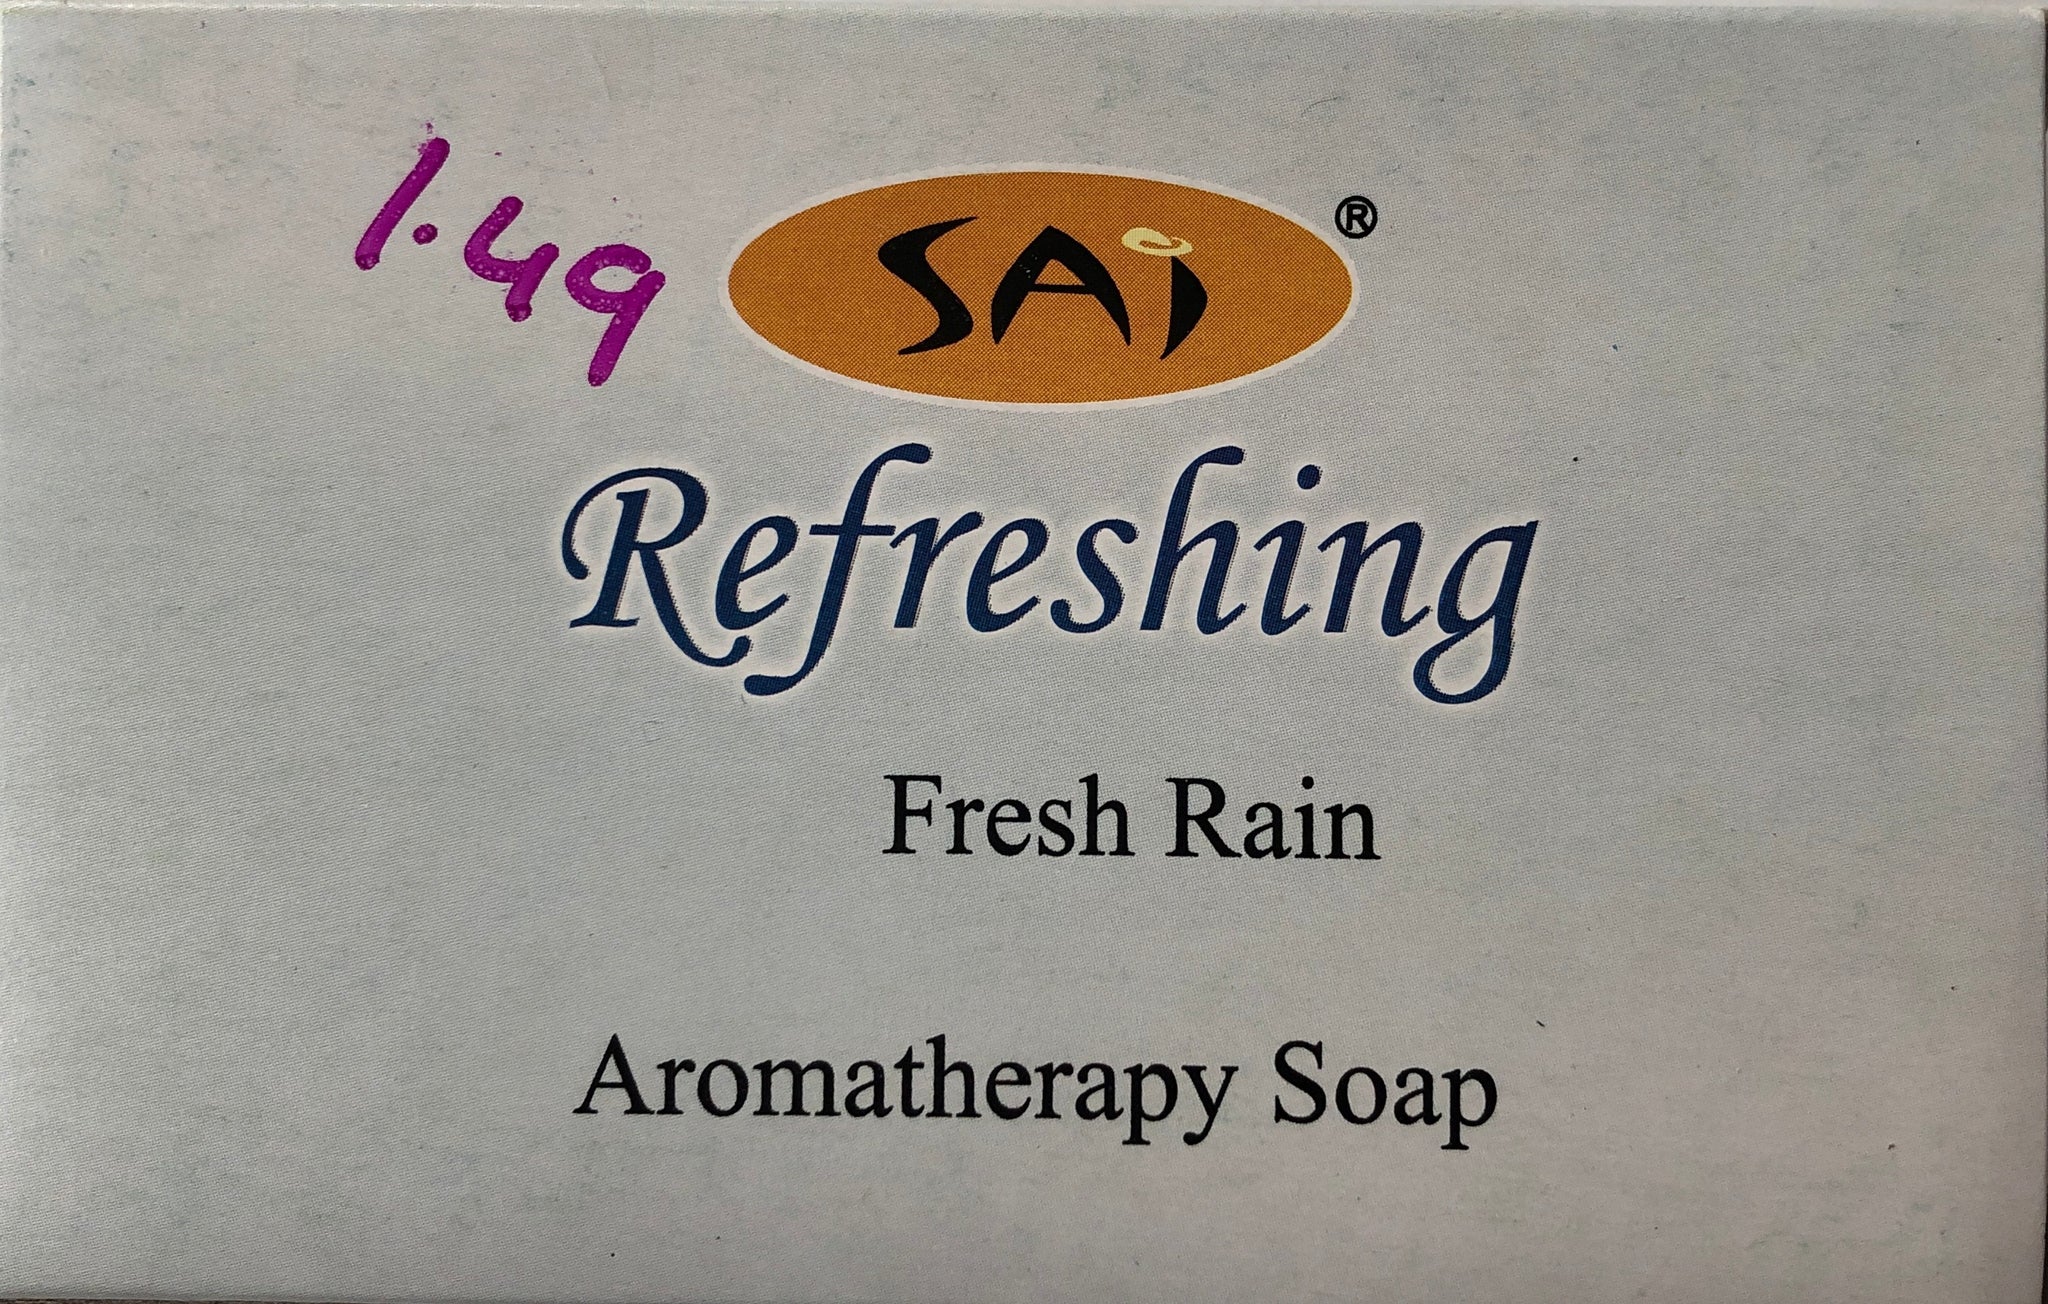 1.49
SAi®
Refreshing
Fresh Rain
Aromatherapy Soap